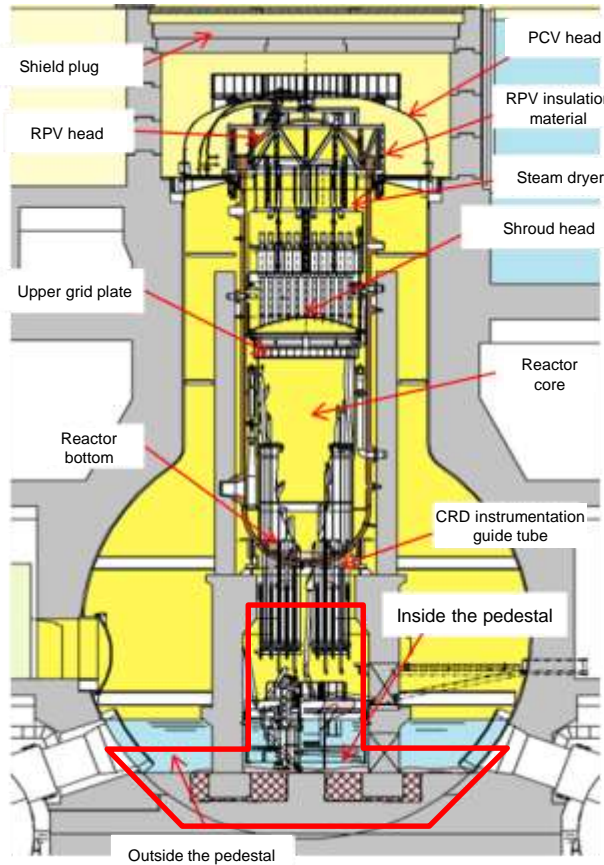 PCV head
Shield plug
RPV insulation
material
RPV head
Steam dryer
Shroud head
Upper grid plate
Reactor
core
Reactor
bottom
CRD instrumentation
guide tube
Inside the pedestal
Outside the pedestal